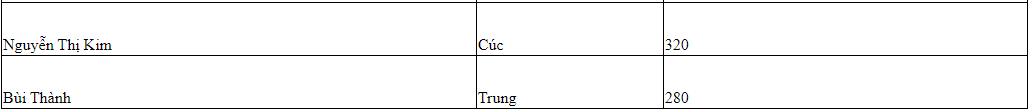 Nguyễn Thị Kim Cúc 320
Bùi Thành Trung 280